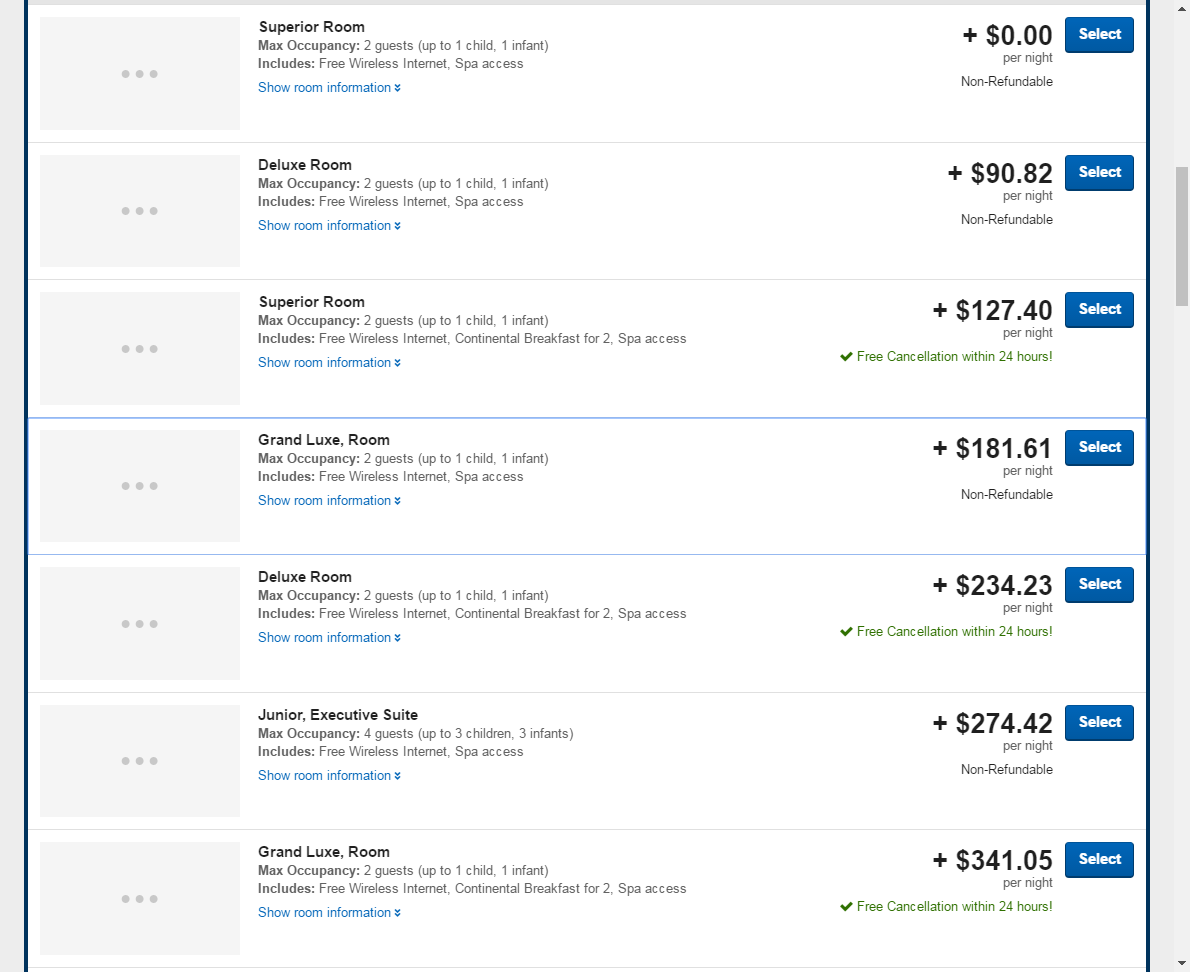 Superior Room
Max Occupancy: 2 guests (up to 1 child, 1 infant)
Includes: Free Wireless Internet, Spa access
Show room information
+ $0.00
per night
Non-Refundable
Select
Deluxe Room
Max Occupancy: 2 guests (up to 1 child, 1 infant)
Includes: Free Wireless Internet, Spa access
Show room information
+ $90.82
per night
Non-Refundable
Select
Superior Room
Max Occupancy: 2 guests (up to 1 child, 1 infant)
Includes: Free Wireless Internet, Continental Breakfast for 2, Spa access
Show room information
+ $127.40
per night
Free Cancellation within 24 hours!
Select
Grand Luxe, Room
Max Occupancy: 2 guests (up to 1 child, 1 infant)
Includes: Free Wireless Internet, Spa access
Show room information
+ $181.61
per night
Non-Refundable
Select
Deluxe Room
Max Occupancy: 2 guests (up to 1 child, 1 infant)
Includes: Free Wireless Internet, Continental Breakfast for 2, Spa access
Show room information
+ $234.23
per night
Free Cancellation within 24 hours!
Select
Junior, Executive Suite
Max Occupancy: 4 guests (up to 3 children, 3 infants)
Includes: Free Wireless Internet, Spa access
Show room information
+ $274.42
per night
Non-Refundable
Select
Grand Luxe, Room
Max Occupancy: 2 guests (up to 1 child, 1 infant)
Includes: Free Wireless Internet, Continental Breakfast for 2, Spa access
Show room information
+ $341.05
per night
Free Cancellation within 24 hours!
Select